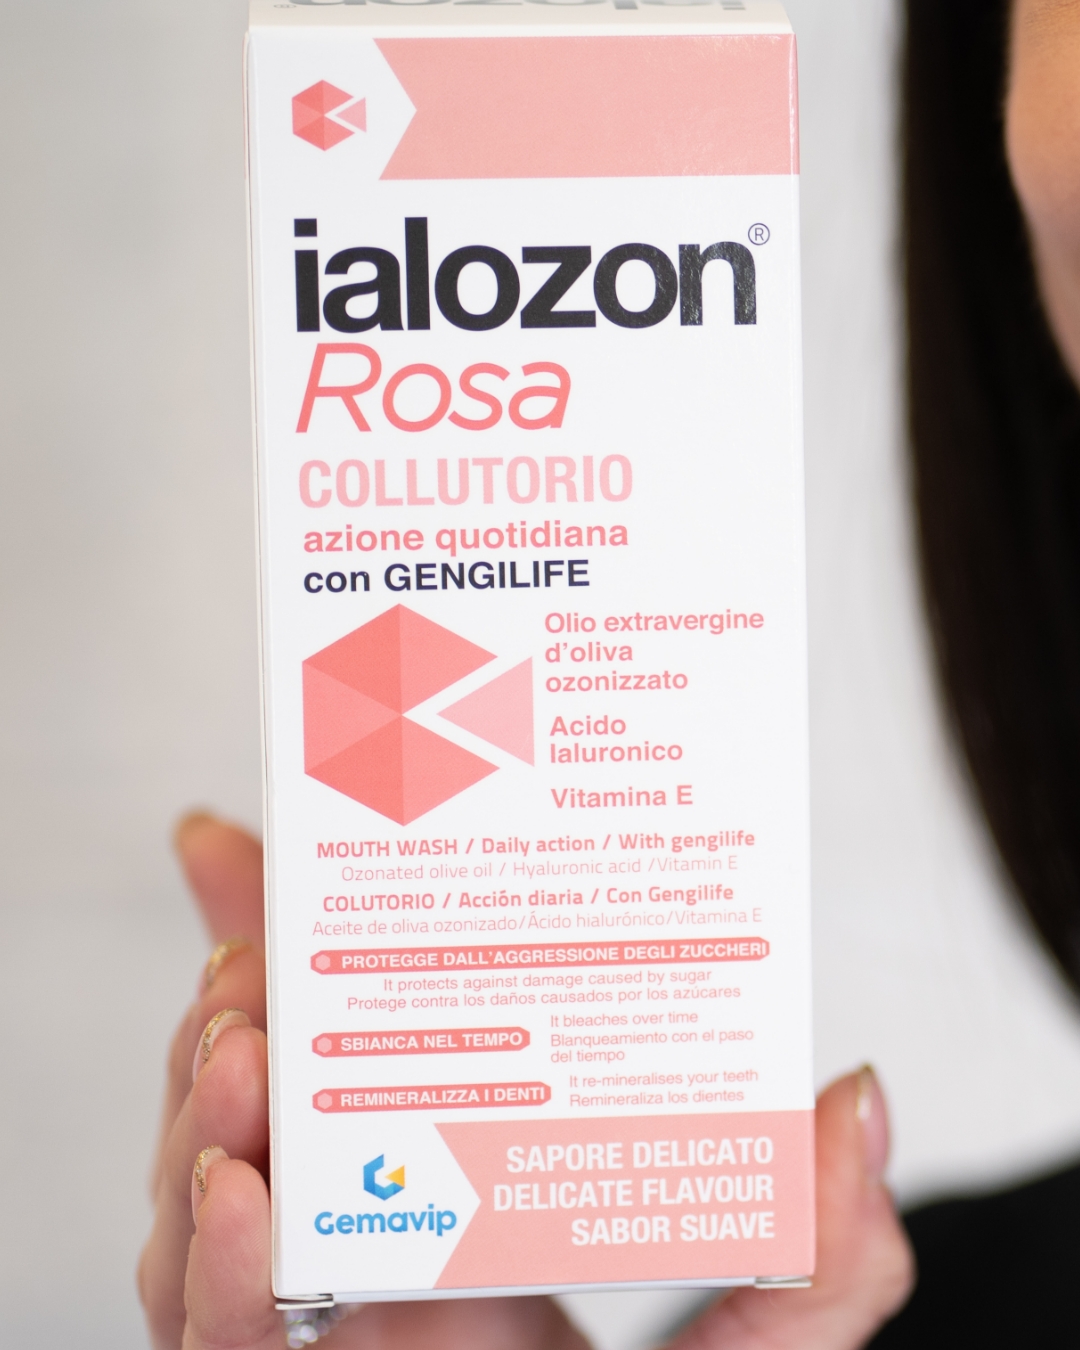 ialozon®
Rosa
COLLUTORIO
azione quotidiana
con GENGILIFE
Olio extravergine
d'oliva
ozonizzato
Acido
Ialuronico
Vitamina E
MOUTH WASH / Daily action / With gengilife
Ozonated olive oil / Hyaluronic acid /Vitamin E
COLUTORIO / Acción diaria / Con Gengilife
Aceite de oliva ozonizado/Ácido hialurónico/Vitamina E
PROTEGGE DALL'AGGRESSIONE DEGLI ZUCCHERI
It protects against damage caused by sugar
Protege contra los daños causados por los azúcares
SBIANCA NEL TEMPO
It bleaches over time
Blanqueamiento con el paso
del tiempo
REMINERALIZZA I DENTI
It re-mineralises your teeth
Remineraliza los dientes
Gemavip
SAPORE DELICATO
DELICATE FLAVOUR
SABOR SUAVE